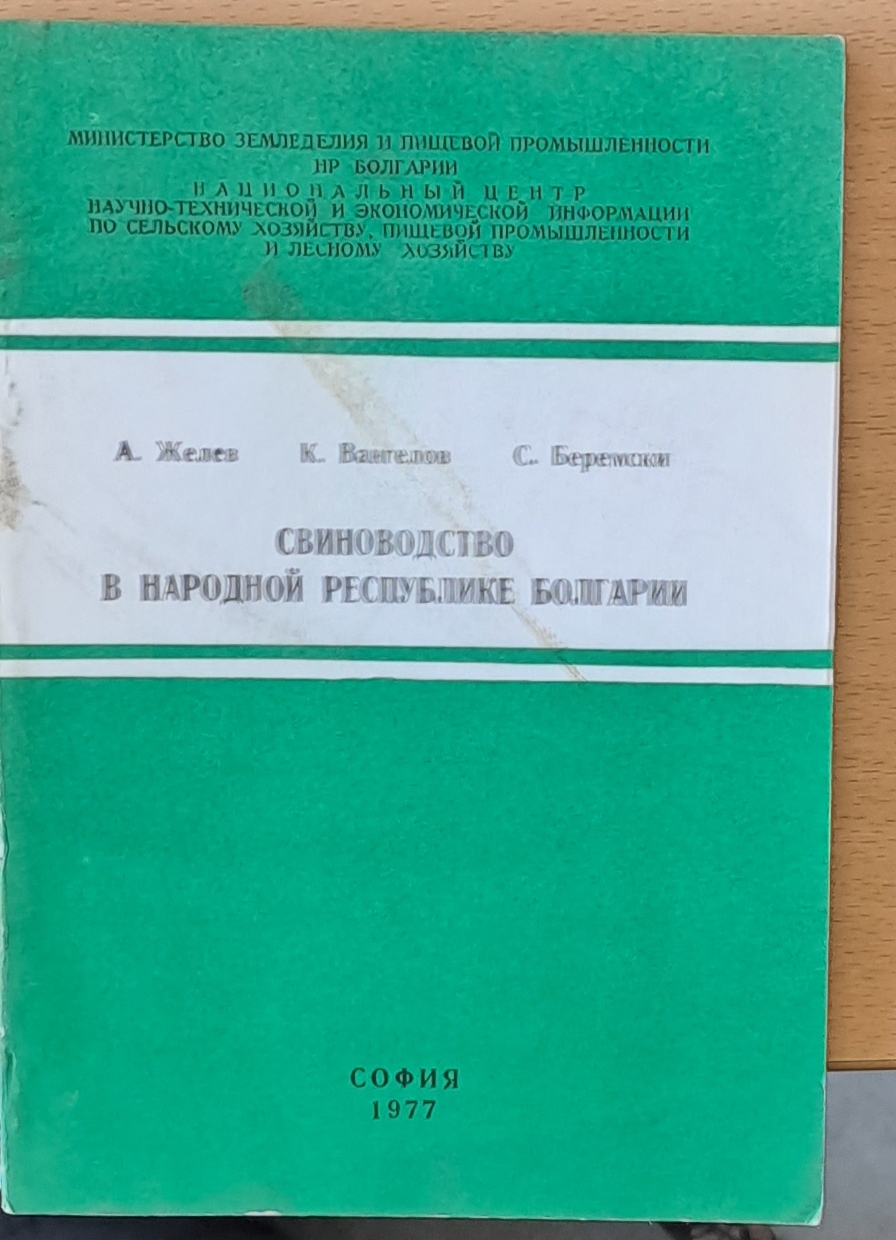 МИНИСТЕРСТВО ЗЕМЛЕДЕЛИЯ И ПИЩЕВОЙ ПРОМЫШЛЕННОСТИ
НР БОЛГАРИИ
НАЦИОНАЛЬНЫЙ ЦЕНТР
НАУЧНО-ТЕХНИЧЕСКОЙ И ЭКОНОМИЧЕСКОЙ ИНФОРМАЦИИ
ПО СЕЛЬСКОМУ ХОЗЯЙСТВУ, ПИЩЕВОЙ ПРОМЫШЛЕННОСТИ
И ЛЕСНОМУ ХОЗЯЙСТВУ
А. Желев К. Вангелов С. Беремски
СВИНОВОДСТВО
В НАРОДНОЙ РЕСПУБЛИКЕ БОЛГАРИИ
СОФИЯ
1977